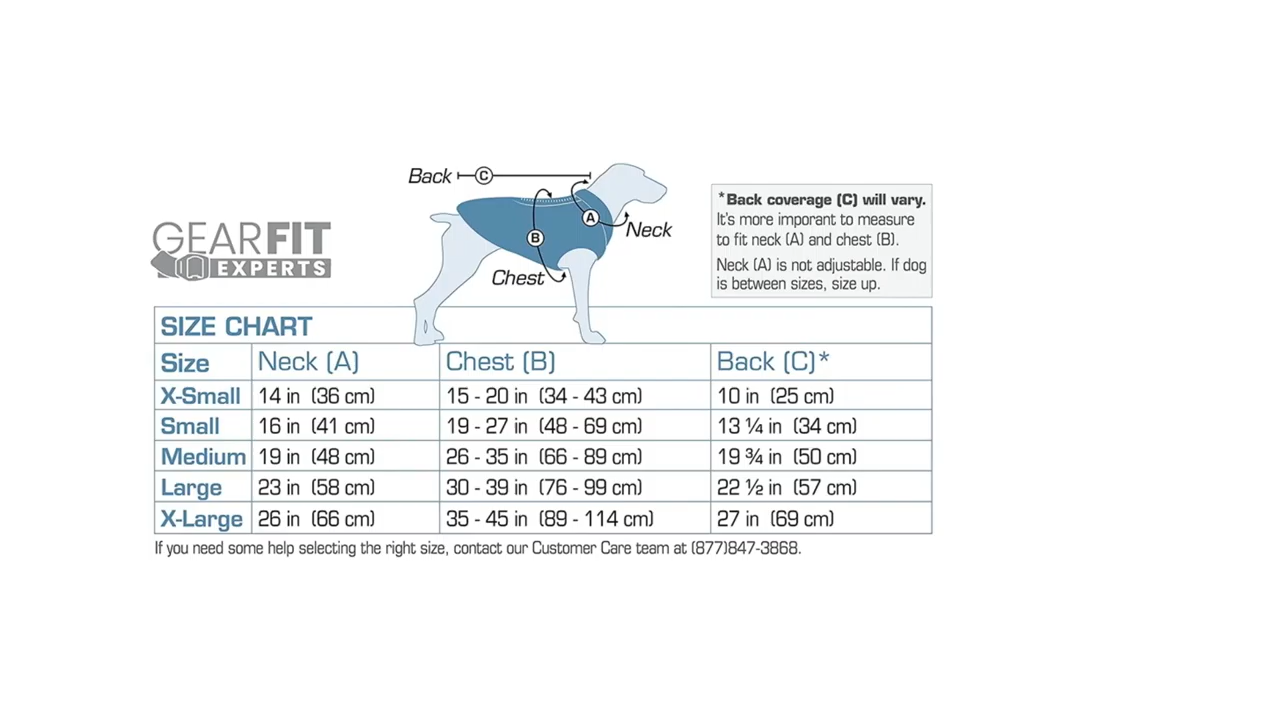 Back C
A
Neck
B
Chest
GEARFIT
EXPERTS
*Back coverage (C) will vary.
It's more imporant to measure
to fit neck (A) and chest (B).
Neck (A) is not adjustable. If dog
is between sizes, size up.
SIZE CHART
Size Neck (A) Chest (B) Back (C)*
X-Small 14 in (36 cm) 15 - 20 in (34 - 43 cm) 10 in (25 cm)
Small 16 in (41 cm) 19 - 27 in (48 - 69 cm) 13 ¼ in (34 cm)
Medium 19 in (48 cm) 26 - 35 in (66 - 89 cm) 19 ¾ in (50 cm)
Large 23 in (58 cm) 30 - 39 in (76 - 99 cm) 22 ½ in (57 cm)
X-Large 26 in (66 cm) 35 - 45 in (89 - 114 cm) 27 in (69 cm)
If you need some help selecting the right size, contact our Customer Care team at (877)847-3868.